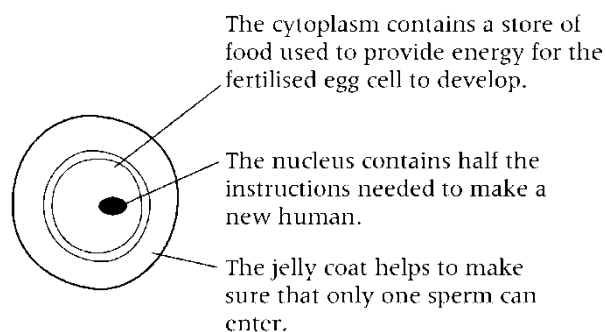 The cytoplasm contains a store of
food used to provide energy for the
fertilised egg cell to develop.
The nucleus contains half the
instructions needed to make a
new human.
The jelly coat helps to make
sure that only one sperm can
enter.